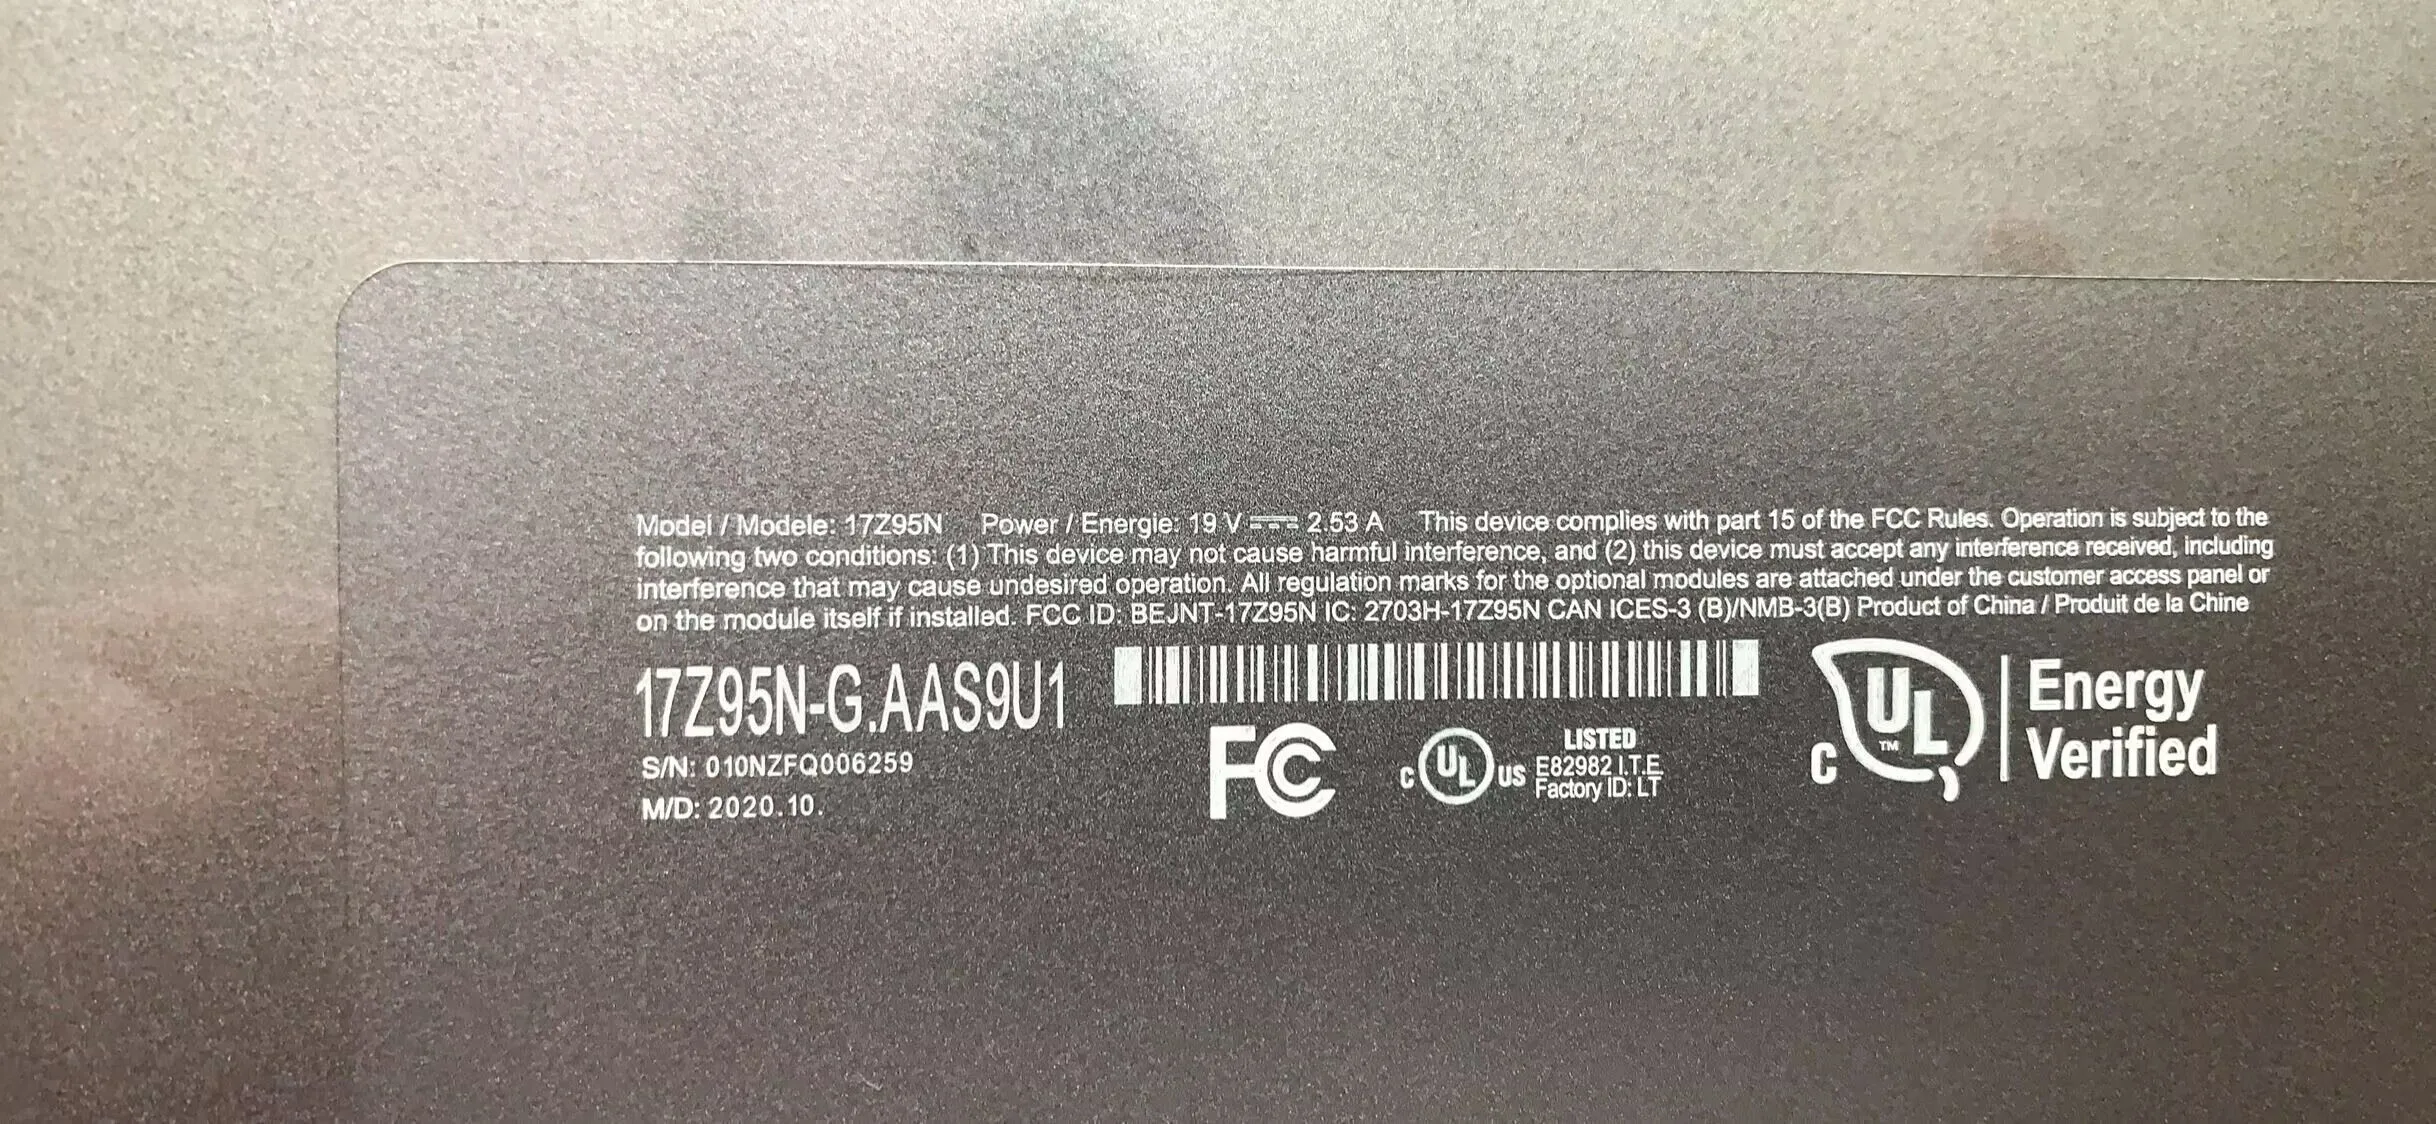 Model / Modele: 17Z95N Power / Energie: 19 V ⎓ 2.53 A This device complies with part 15 of the FCC Rules. Operation is subject to the
following two conditions: (1) This device may not cause harmful interference, and (2) this device must accept any interference received, including
interference that may cause undesired operation. All regulation marks for the optional modules are attached under the customer access panel or
on the module itself if installed. FCC ID: BEJNT-17Z95N IC: 2703H-17Z95N CAN ICES-3 (B)/NMB-3(B) Product of China / Produit de la Chine
17Z95N-G.AAS9U1
S/N: 010NZFQ006259
M/D: 2020.10.
FC
c UL us
LISTED
E82982 I.T.E
Factory ID: LT
C UL ™
Energy
Verified